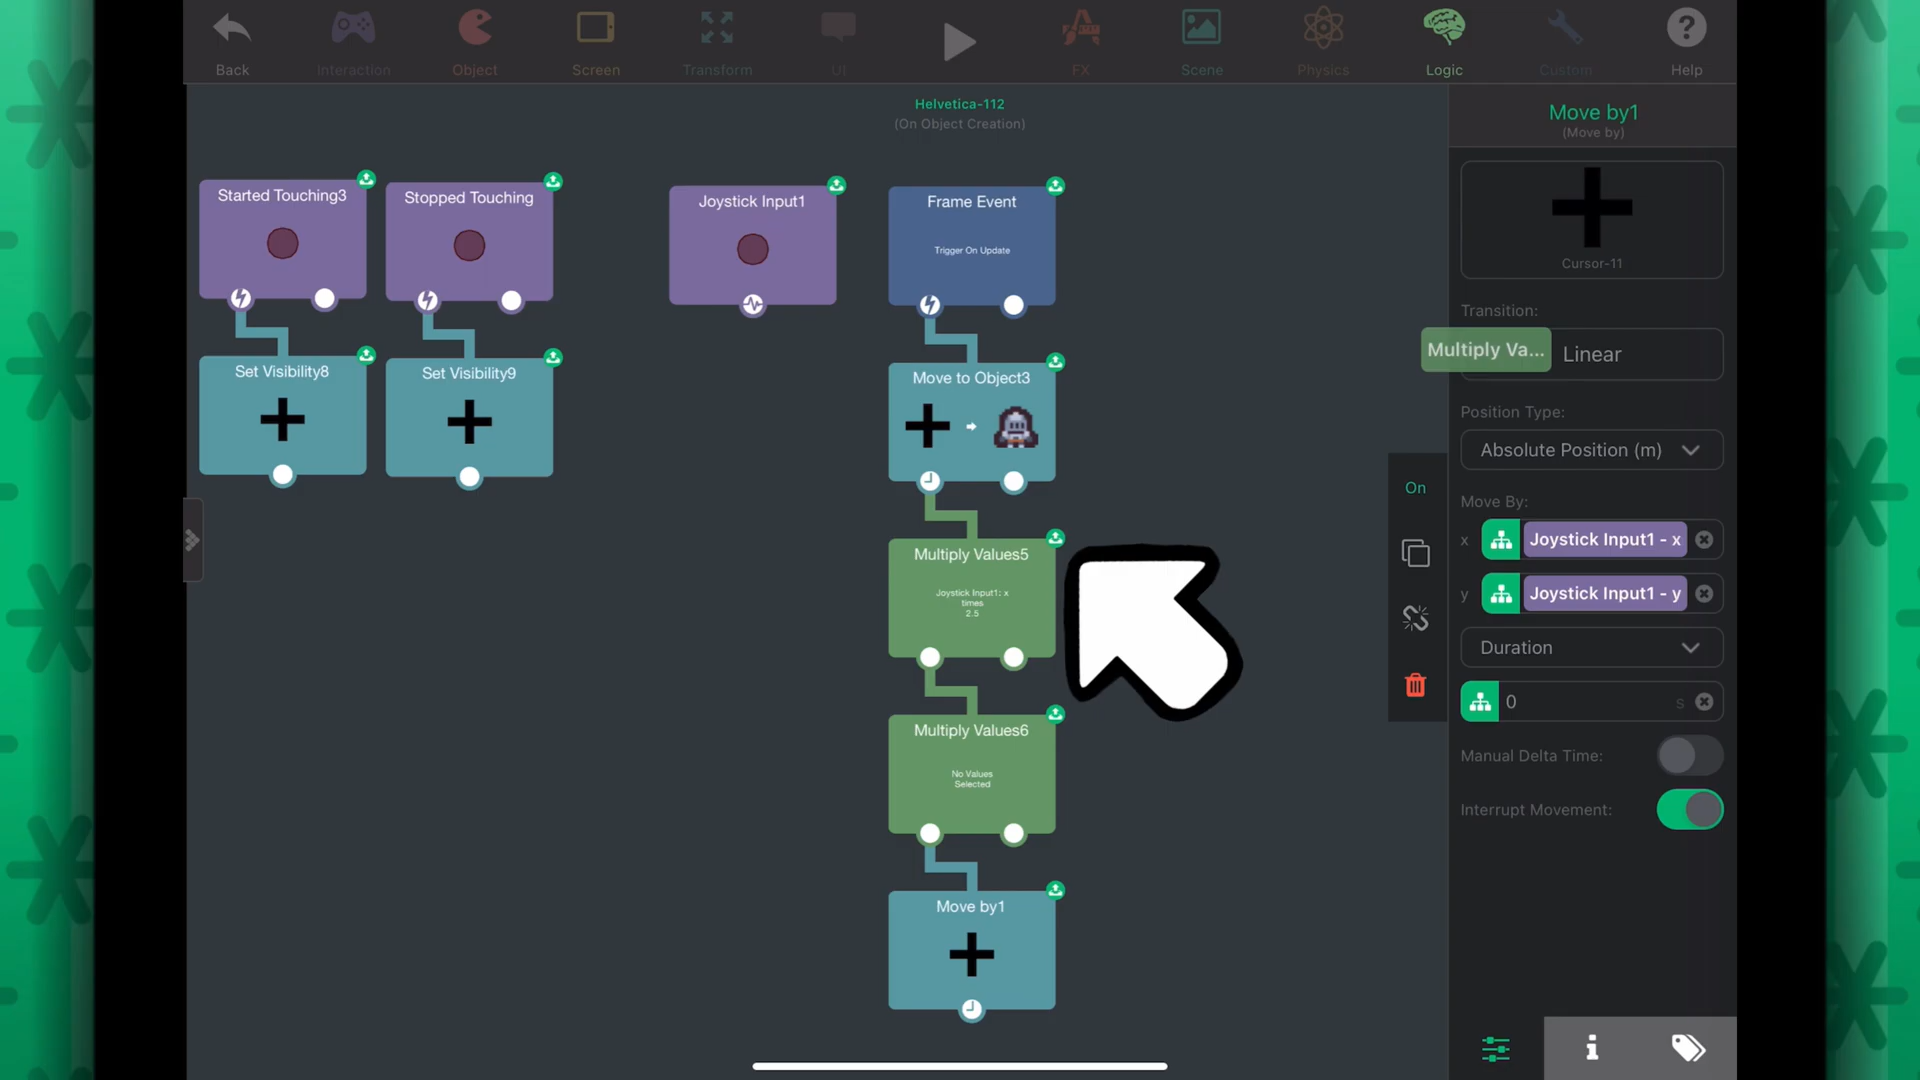 Back
Interaction
Object
Screen
Transform
UI
FX
Scene
Physics
Logic
Custom
Help
Helvetica-112
(On Object Creation)
Started Touching3
Stopped Touching
Joystick Input1
Frame Event
Trigger On Update
Set Visibility8
Set Visibility9
Move to Object3
Multiply Values5
Joystick Input1: x
times
2.5
Multiply Values6
No Values
Selected
Move by1
On
Move by1
(Move by)
Cursor-11
Transition:
Multiply Va...
Linear
Position Type:
Absolute Position (m)
Move By:
x Joystick Input1 - x
y Joystick Input1 - y
Duration
0 s
Manual Delta Time:
Interrupt Movement: